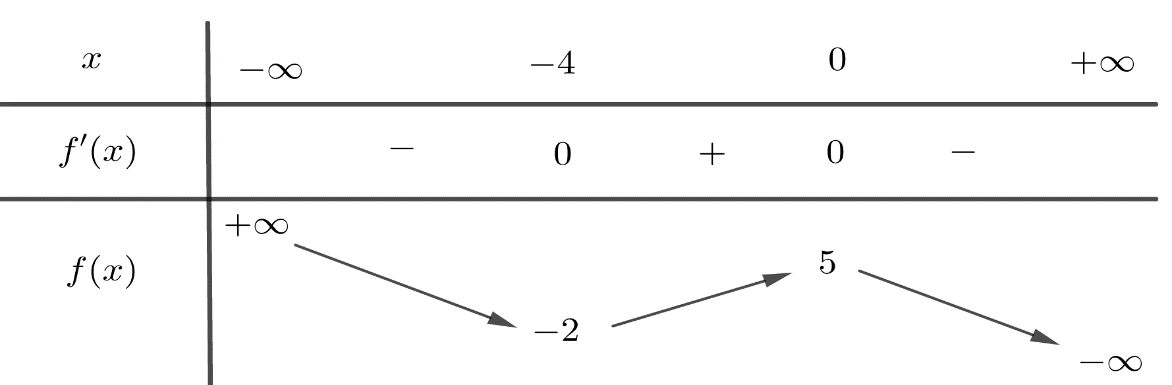 x −∞ −4 0 +∞
f′(x) − 0 + 0 −
+∞
f(x) 5
−2
−∞